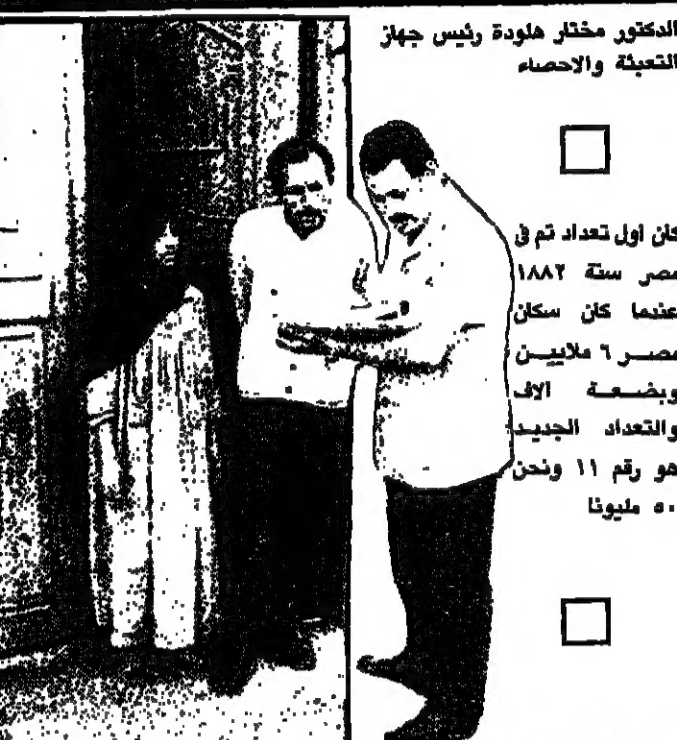 الدكتور مختار هلودة رئيس جهاز
التعبئة والاحصاء
كان اول تعداد تم في
مصر سنة ١٨٨٢
عندما كان سكان
مصر ٦ ملايين
وبضعة آلاف
والتعداد الجديد
هو رقم ١١ ونحن
٥٠ مليونا